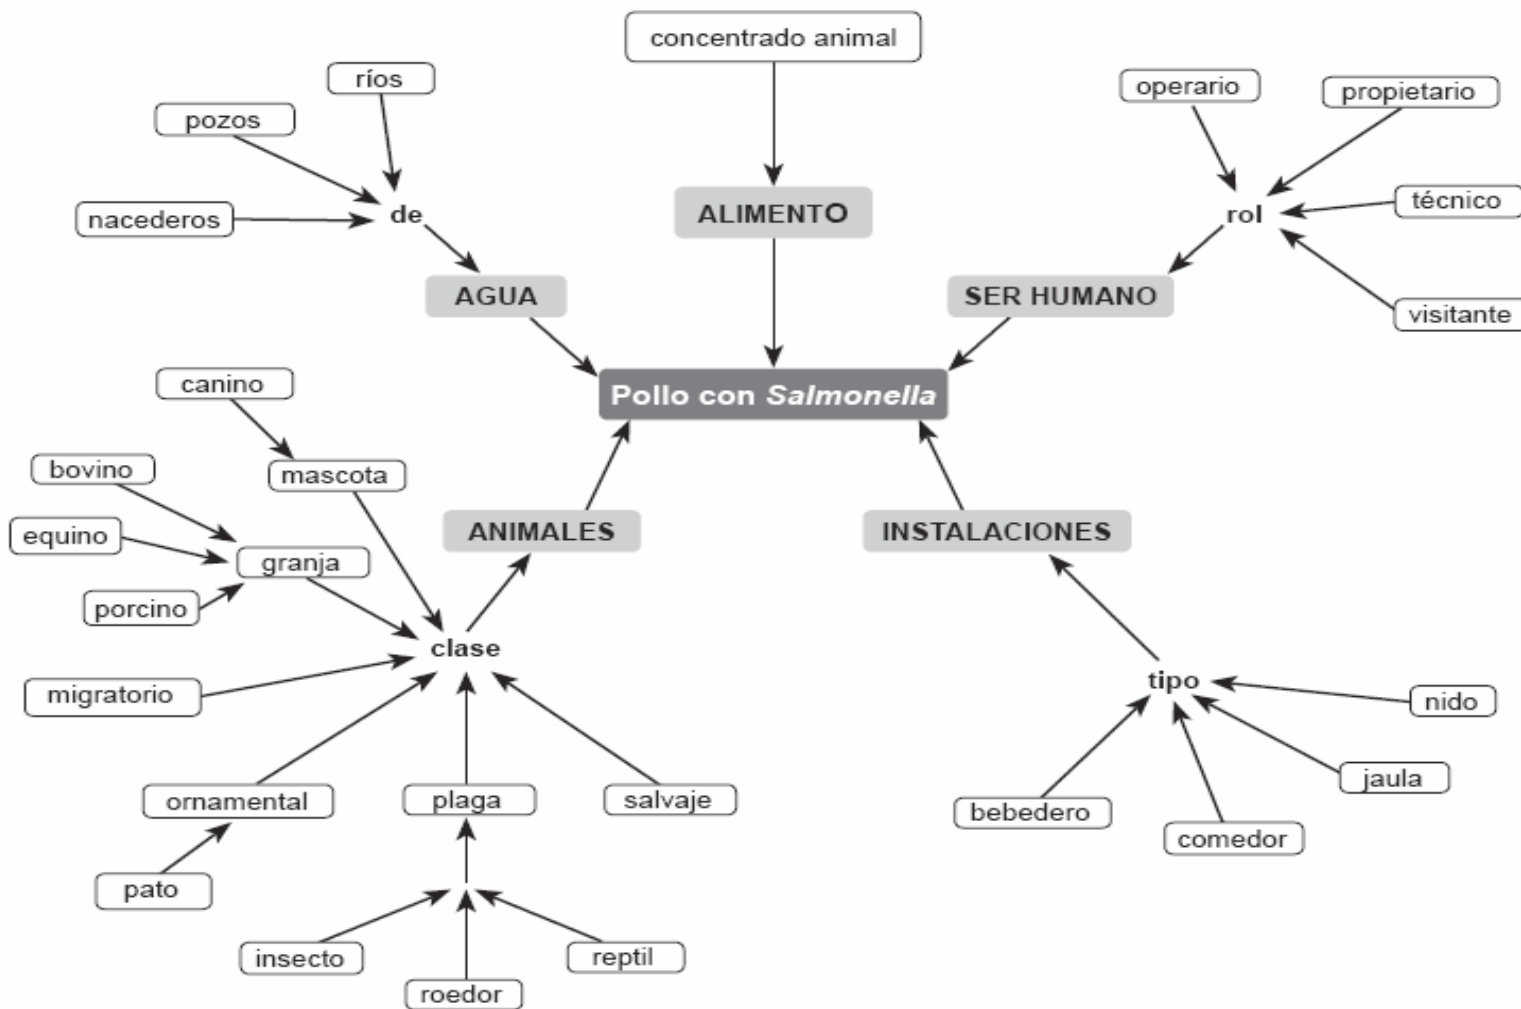 concentrado animal
ríos
operario
propietario
pozos
técnico
nacederos
de
ALIMENTO
rol
AGUA
SER HUMANO
visitante
canino
Pollo con Salmonella
bovino
mascota
equino
granja
ANIMALES
INSTALACIONES
porcino
clase
migratorio
tipo
nido
ornamental
plaga
salvaje
jaula
bebedero
comedor
pato
insecto
reptil
roedor